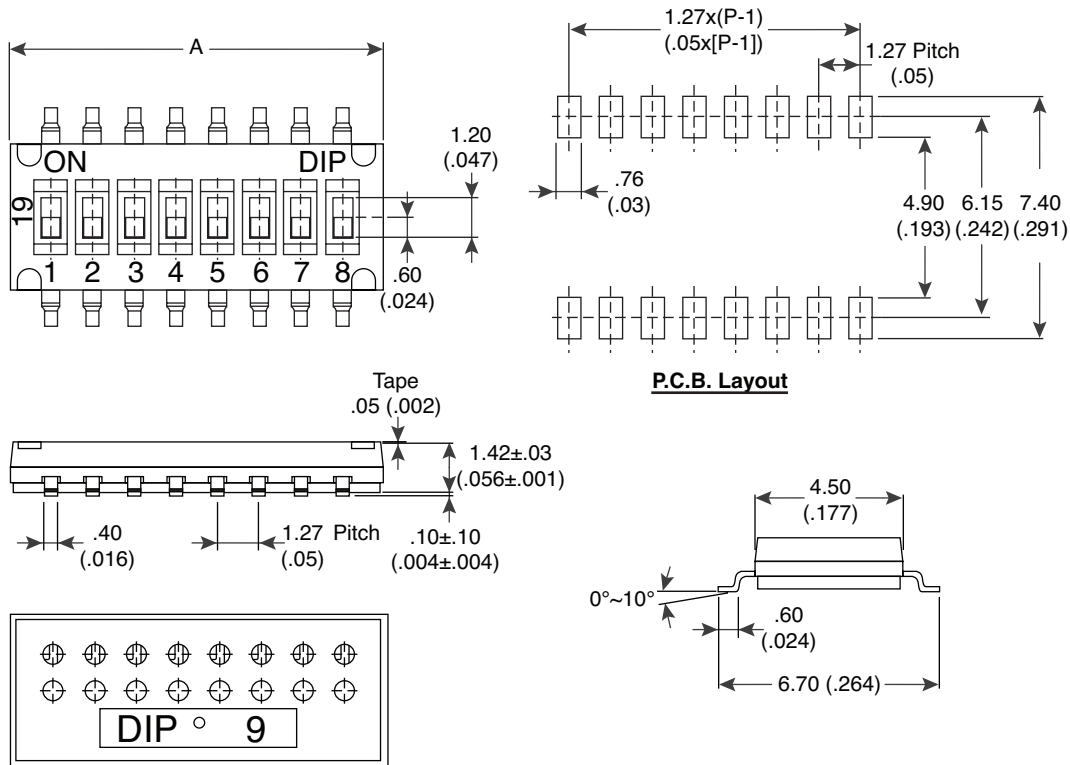 A
ON DIP
19
1 2 3 4 5 6 7 8
1.20
(.047)
.60
(.024)
1.27x(P-1)
(.05x[P-1])
1.27 Pitch
(.05)
.76
(.03)
4.90
(.193)
6.15
(.242)
7.40
(.291)
P.C.B. Layout
Tape
.05 (.002)
1.42±.03
(.056±.001)
.40
(.016)
1.27 Pitch
(.05)
.10±.10
(.004±.004)
4.50
(.177)
0°~10°
.60
(.024)
6.70 (.264)
DIP ° 9